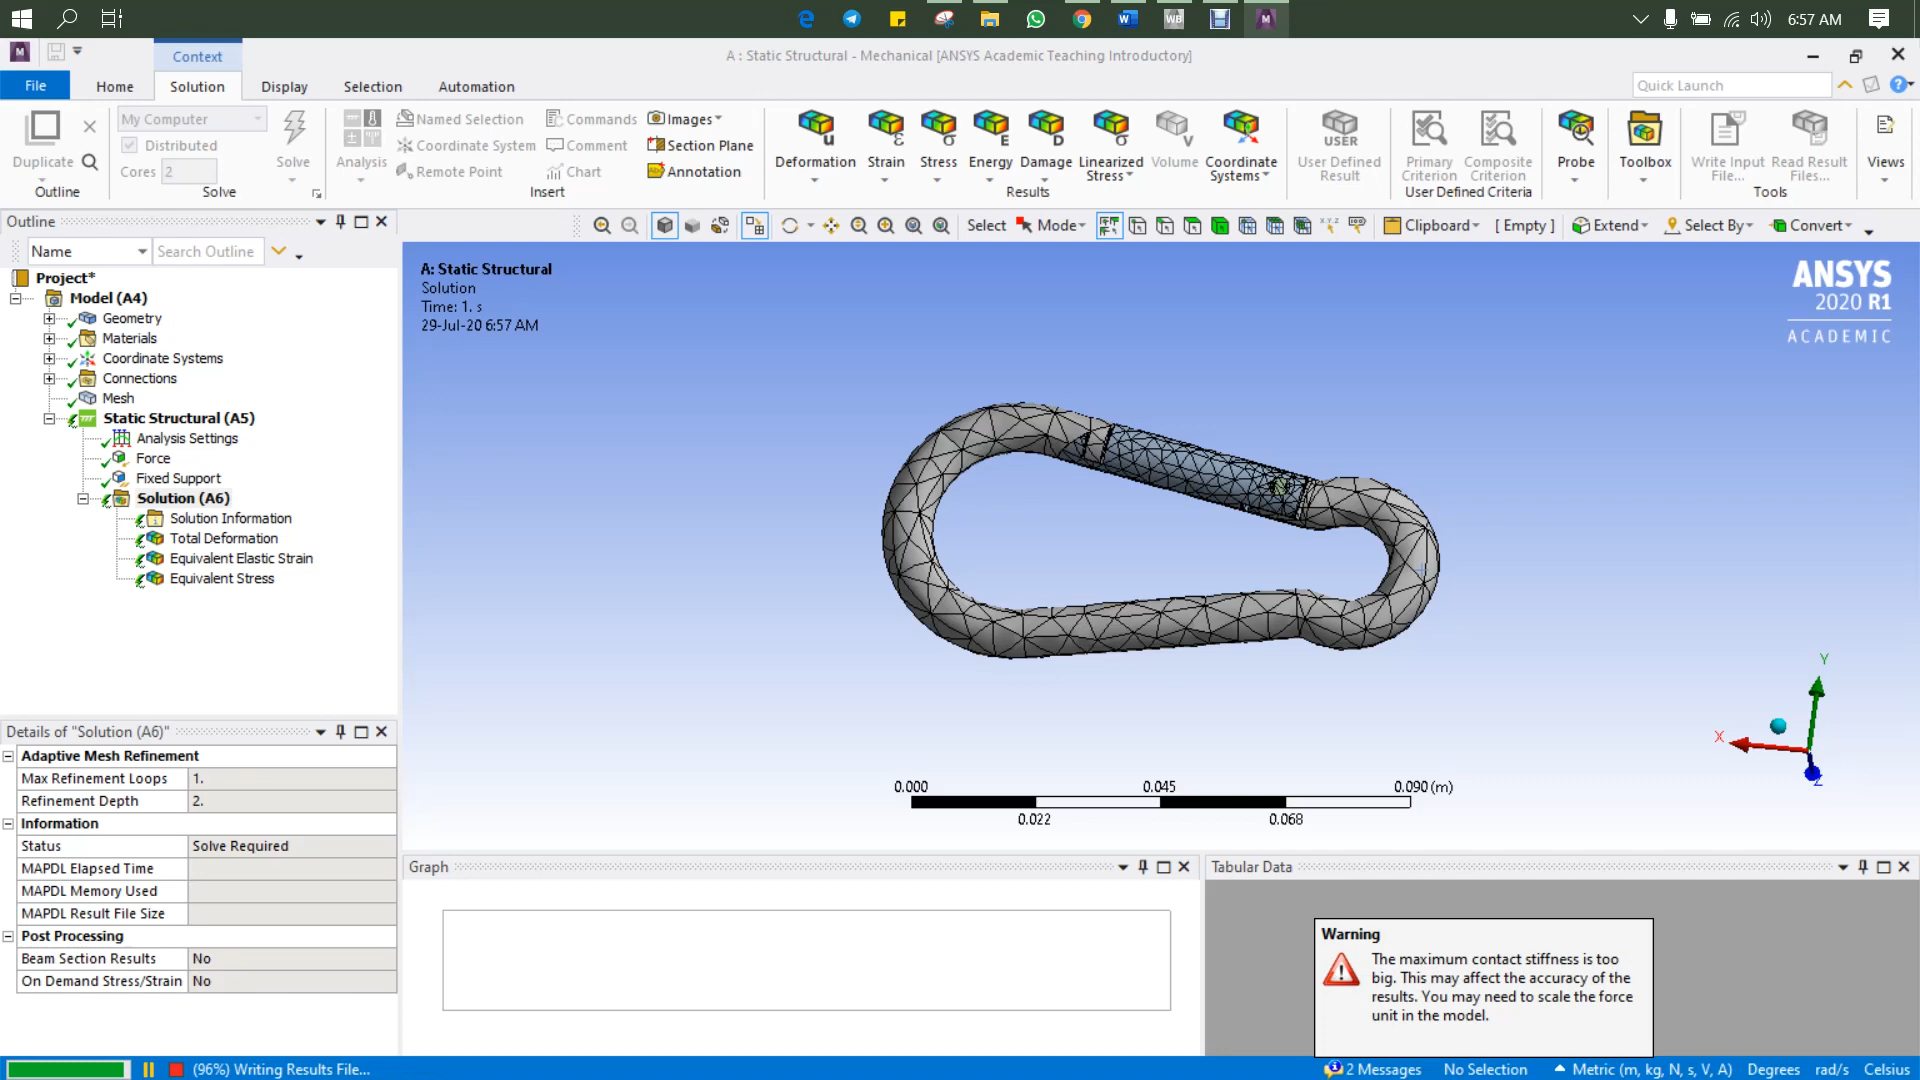 6:57 AM
Context
A : Static Structural - Mechanical [ANSYS Academic Teaching Introductory]
File
Home
Solution
Display
Selection
Automation
Quick Launch
Duplicate
Outline
My Computer
Distributed
Cores 2
Solve
Solve
Analysis
Named Selection
Coordinate System
Remote Point
Commands
Comment
Chart
Insert
Images
Section Plane
Annotation
Deformation
Strain
Stress
Energy
Damage
Linearized Stress
Volume
Coordinate Systems
Results
User Defined Result
Primary Criterion
Composite Criterion
User Defined Criteria
Probe
Toolbox
Write Input File...
Read Result Files...
Tools
Views
Outline
Name
Search Outline
Select
Mode
Clipboard
[ Empty ]
Extend
Select By
Convert
Project*
Model (A4)
Geometry
Materials
Coordinate Systems
Connections
Mesh
Static Structural (A5)
Analysis Settings
Force
Fixed Support
Solution (A6)
Solution Information
Total Deformation
Equivalent Elastic Strain
Equivalent Stress
A: Static Structural
Solution
Time: 1. s
29-Jul-20 6:57 AM
ANSYS
2020 R1
ACADEMIC
Y
X
Z
0.000 0.045 0.090 (m)
0.022 0.068
Details of "Solution (A6)"
Adaptive Mesh Refinement
Max Refinement Loops 1.
Refinement Depth 2.
Information
Status Solve Required
MAPDL Elapsed Time
MAPDL Memory Used
MAPDL Result File Size
Post Processing
Beam Section Results No
On Demand Stress/Strain No
Graph
Tabular Data
Warning
The maximum contact stiffness is too
big. This may affect the accuracy of the
results. You may need to scale the force
unit in the model.
(96%) Writing Results File...
2 Messages
No Selection
Metric (m, kg, N, s, V, A)
Degrees
rad/s
Celsius